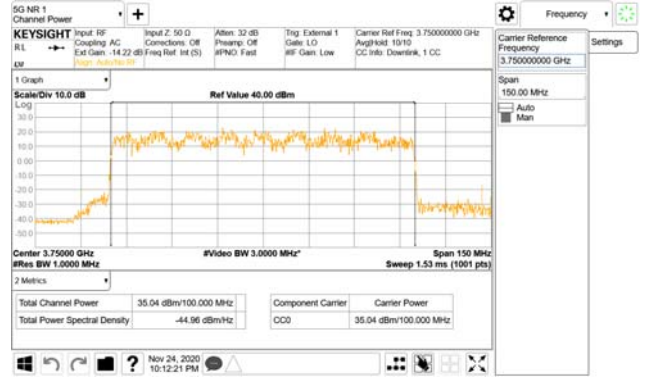 5G NR 1
Channel Power
Frequency
KEYSIGHT
RL
Input: RF
Coupling: AC
Ext Gain: -14.22 dB
Align: Auto/No RF
Input Z: 50 Ω
Corrections: Off
Freq Ref: Int (S)
Atten: 32 dB
Preamp: Off
#PNO: Fast
Trig: External 1
Gate: LO
#IF Gain: Low
Carrier Ref Freq: 3.750000000 GHz
Avg|Hold: 10/10
CC Info: Downlink, 1 CC
Carrier Reference
Frequency
3.750000000 GHz
Settings
Span
150.00 MHz
Auto
Man
1 Graph
Scale/Div 10.0 dB
Ref Value 40.00 dBm
Log
30.0
20.0
10.0
0.00
-10.0
-20.0
-30.0
-40.0
-50.0
Center 3.75000 GHz
#Video BW 3.0000 MHz*
Span 150 MHz
#Res BW 1.0000 MHz
Sweep 1.53 ms (1001 pts)
2 Metrics
Total Channel Power 35.04 dBm/100.000 MHz
Total Power Spectral Density -44.96 dBm/Hz
Component Carrier Carrier Power
CC0 35.04 dBm/100.000 MHz
?
Nov 24, 2020
10:12:21 PM